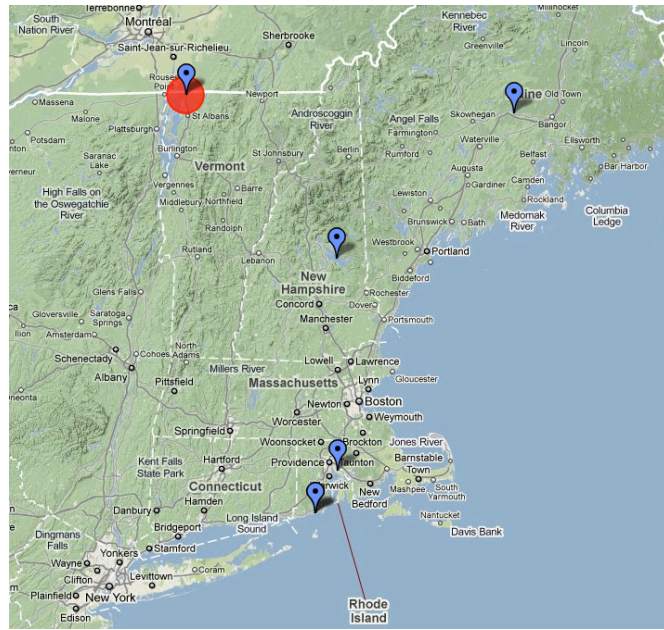 Terrebonne
Montréal
South
Nation River
Saint-Jean-sur-Richelieu
Sherbrooke
Kennebec
River
Millinocket
Greenville
Lincoln
Rouses
Massena
Malone
Plattsburgh
St Albans
Newport
Androscoggin
River
Angel Falls
Skowhegan
Old Town
Bangor
Potsdam
Saranac
Lake
Burlington
Vermont
St Johnsbury
Berlin
Farmington
Rumford
Waterville
Belfast
Ellsworth
Bar Harbor
High Falls on
the Oswegatchie
River
Vergennes
Middlebury
Barre
Northfield
Randolph
Augusta
Gardiner
Camden
Rockland
Lewiston
Brunswick
Bath
Medomak
River
Columbia
Ledge
Rutland
Lebanon
Westbrook
Portland
Biddeford
New
Hampshire
Glens Falls
Concord
Rochester
Dover
Gloversville
Saratoga
Springs
Manchester
Portsmouth
Amsterdam
Schenectady
Cohoes
North
Adams
Millers River
Lowell
Lawrence
Albany
Pittsfield
Massachusetts
Lynn
Gloucester
Newton
Boston
Worcester
Weymouth
Springfield
Woonsocket
Brockton
Jones River
Kent Falls
State Park
Hartford
Providence
Taunton
Barnstable
Town
Connecticut
New
Bedford
Mashpee
South
Yarmouth
Danbury
Hamden
Long Island
Sound
Nantucket
Davis Bank
Dingmans
Falls
Bridgeport
Stamford
Yonkers
Wayne
Clifton
Levittown
Coram
Plainfield
New York
Edison
Rhode
Island